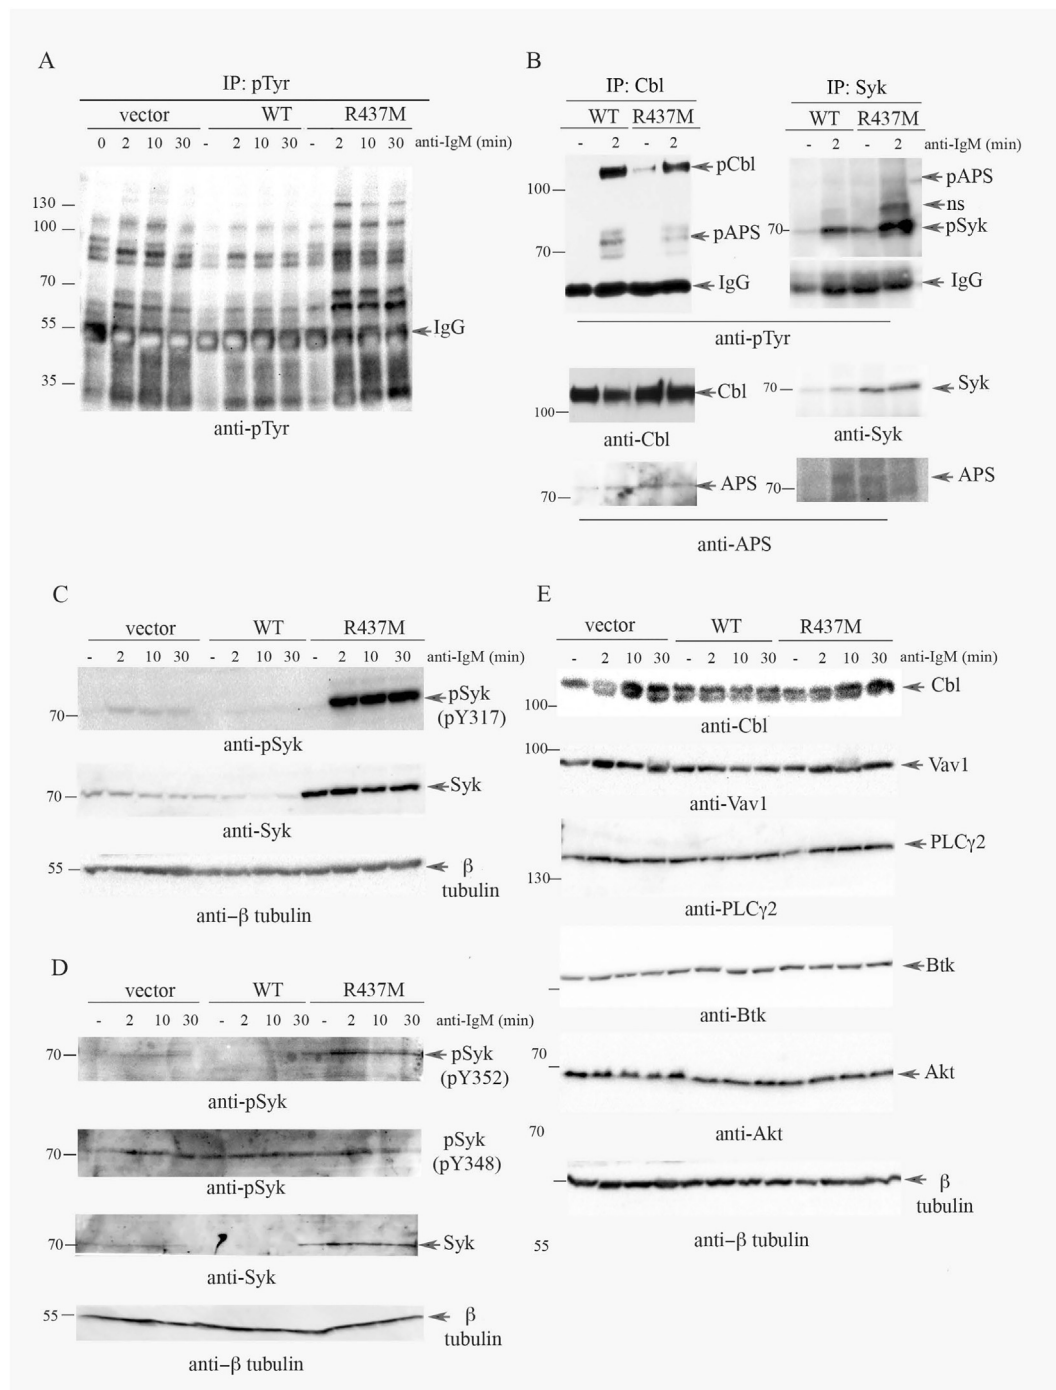 A
IP: pTyr
vector WT R437M
0 2 10 30 - 2 10 30 - 2 10 30 anti-IgM (min)
130
100
70
55
35
IgG
anti-pTyr
B
IP: Cbl IP: Syk
WT R437M WT R437M
- 2 - 2 - 2 - 2 anti-IgM (min)
pCbl
100
pAPS
70
IgG
pAPS
ns
70 pSyk
IgG
anti-pTyr
Cbl
100
anti-Cbl
70 Syk
anti-Syk
70 APS
70 APS
anti-APS
C
vector WT R437M
- 2 10 30 - 2 10 30 - 2 10 30 anti-IgM (min)
70 pSyk
(pY317)
anti-pSyk
70 Syk
anti-Syk
55 β
tubulin
anti–β tubulin
D
vector WT R437M
- 2 10 30 - 2 10 30 - 2 10 30 anti-IgM (min)
70 pSyk
(pY352)
anti-pSyk
70 pSyk
(pY348)
anti-pSyk
70 Syk
anti-Syk
55 β
tubulin
anti–β tubulin
E
vector WT R437M
- 2 10 30 - 2 10 30 - 2 10 30 anti-IgM (min)
Cbl
100
anti-Cbl
100
Vav1
anti-Vav1
PLCγ2
130
anti-PLCγ2
Btk
anti-Btk
70
Akt
anti-Akt
70
β
tubulin
anti–β tubulin
55